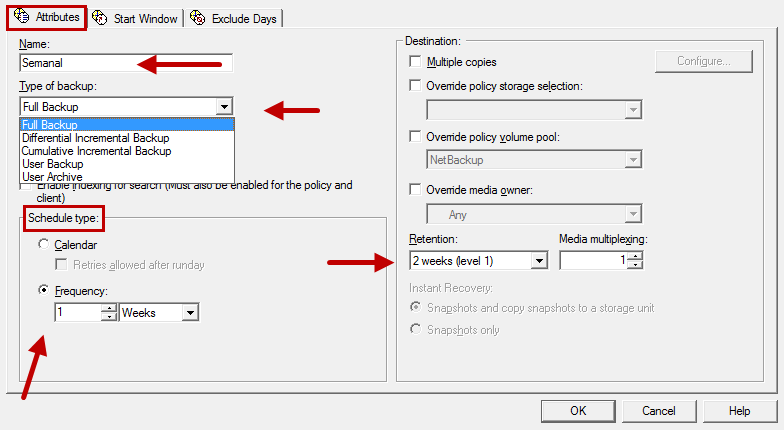 Attributes
Start Window
Exclude Days
Name:
Semanal
Type of backup:
Full Backup
Full Backup
Differential Incremental Backup
Cumulative Incremental Backup
User Backup
User Archive
Enable indexing for search (Must also be enabled for the policy and
client)
Schedule type:
Calendar
Retries allowed after runday
Frequency:
1 Weeks
Destination:
Multiple copies
Configure...
Override policy storage selection:
Override policy volume pool:
NetBackup
Override media owner:
Any
Retention:
Media multiplexing:
2 weeks (level 1)
1
Instant Recovery:
Snapshots and copy snapshots to a storage unit
Snapshots only
OK
Cancel
Help